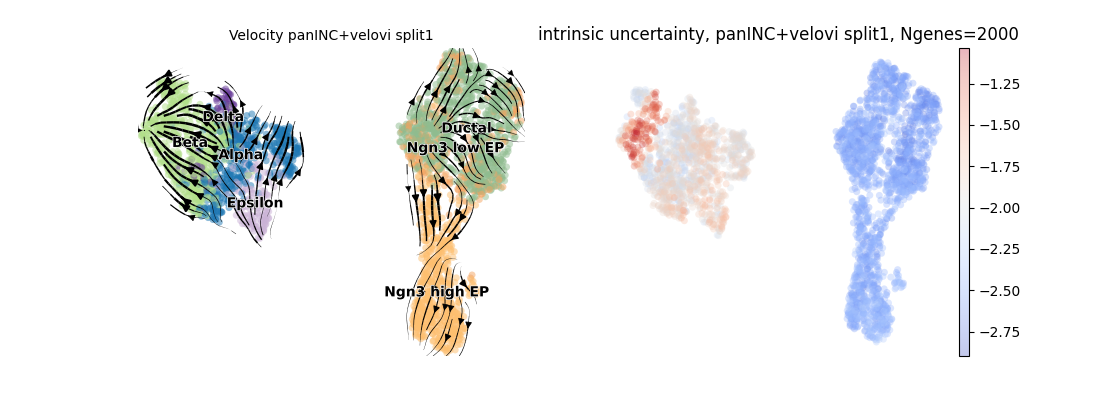 Velocity panINC+velovi split1
intrinsic uncertainty, panINC+velovi split1, Ngenes=2000
Delta
Beta
Alpha
Epsilon
Ductal
Ngn3 low EP
Ngn3 high EP
−1.25
−1.50
−1.75
−2.00
−2.25
−2.50
−2.75